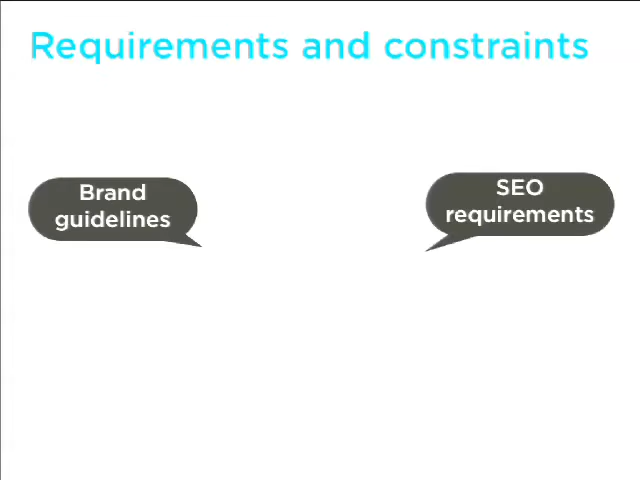 Requirements and constraints
Brand
guidelines
SEO
requirements